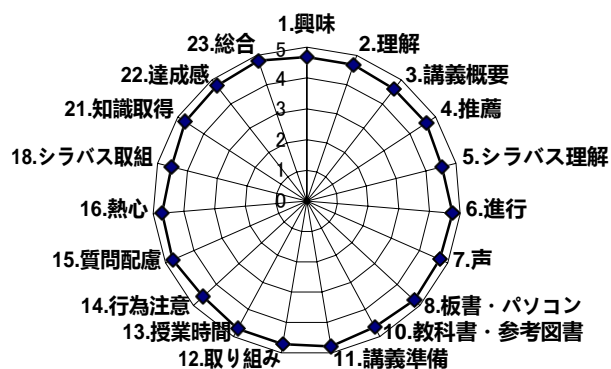 1.興味
2.理解
3.講義概要
4.推薦
5.シラバス理解
6.進行
7.声
8.板書・パソコン
10.教科書・参考図書
11.講義準備
12.取り組み
13.授業時間
14.行為注意
15.質問配慮
16.熱心
18.シラバス取組
21.知識取得
22.達成感
23.総合
5
4
3
2
1
0